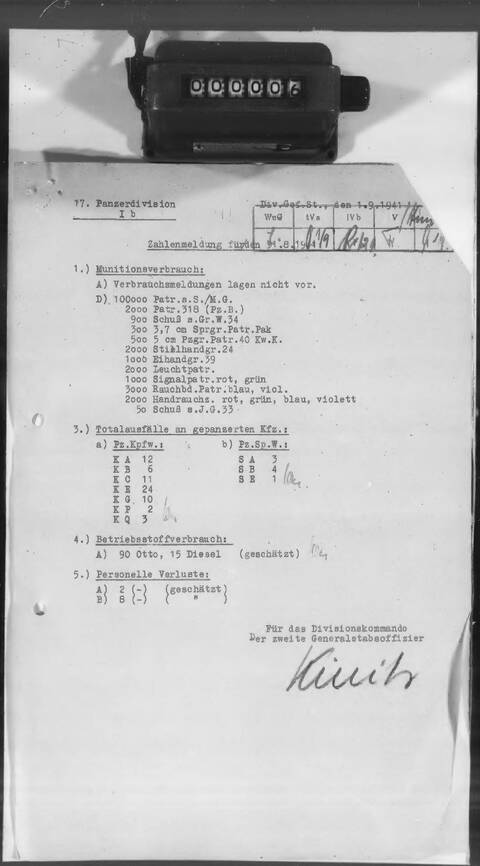 000006
17. Panzerdivision
I b
Div.Gef.St., den 1.9.1941
WuG IVa IVb V
Zahlenmeldung für den 31.8.1941
1.) Munitionsverbrauch:
A) Verbrauchsmeldungen lagen nicht vor.
D) 100000 Patr.s.S./M.G.
2000 Patr.318 (Pz.B.)
900 Schuß s.Gr.W.34
300 3,7 cm Sprgr.Patr.Pak
500 5 cm Pzgr.Patr.40 Kw.K.
2000 Stielhandgr.24
1000 Eihandgr.39
2000 Leuchtpatr.
1000 Signalpatr.rot, grün
3000 Rauchbd.Patr.blau, viol.
2000 Handrauchz. rot, grün, blau, violett
50 Schuß s.J.G.33
3.) Totalausfälle an gepanzerten Kfz.:
a) Pz.Kpfw.: b) Pz.Sp.W.:
K A 12 S A 3
K B 6 S B 4
K C 11 S E 1
K E 24
K G 10
K P 2
K Q 3
4.) Betriebsstoffverbrauch:
A) 90 Otto, 15 Diesel (geschätzt)
5.) Personelle Verluste:
A) 2 (-) (geschätzt)
B) 8 (-) ( " )
Für das Divisionskommando
Der zweite Generalstabsoffizier